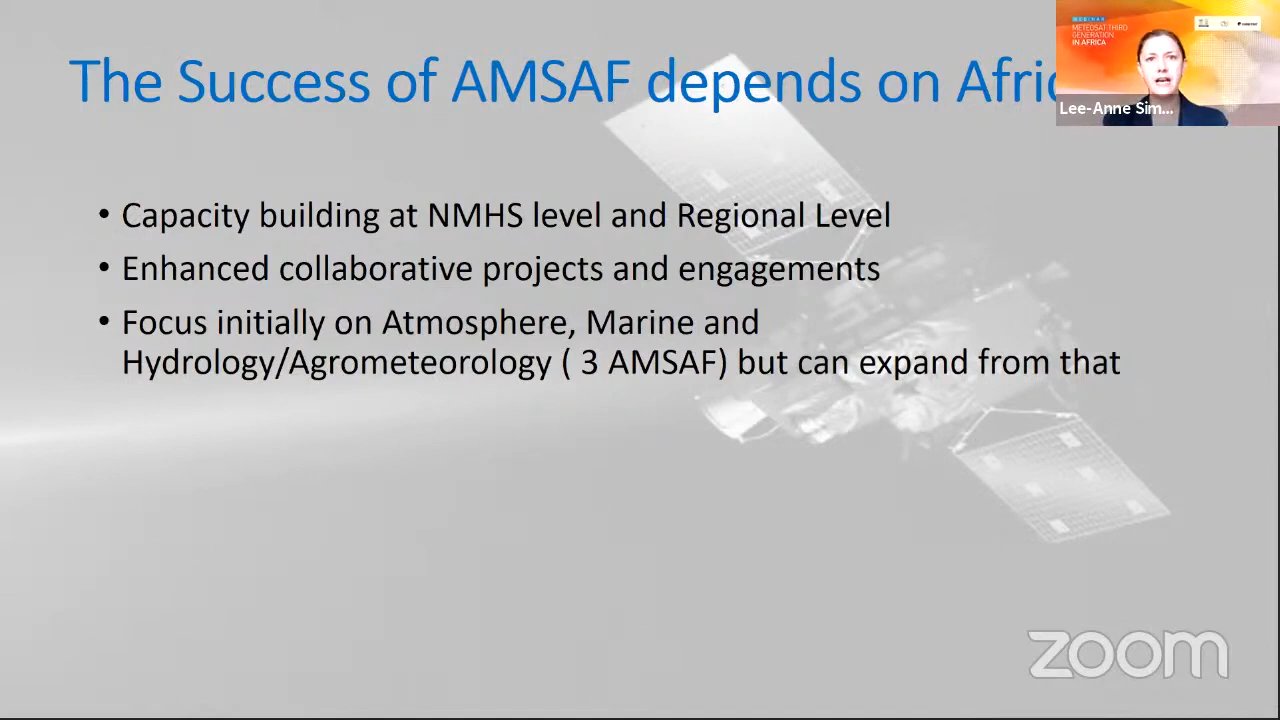 The Success of AMSAF depends on Afri
WEBINAR
METEOSAT THIRD
GENERATION
IN AFRICA
Lee-Anne Sim...
• Capacity building at NMHS level and Regional Level
• Enhanced collaborative projects and engagements
• Focus initially on Atmosphere, Marine and
Hydrology/Agrometeorology ( 3 AMSAF) but can expand from that
zoom